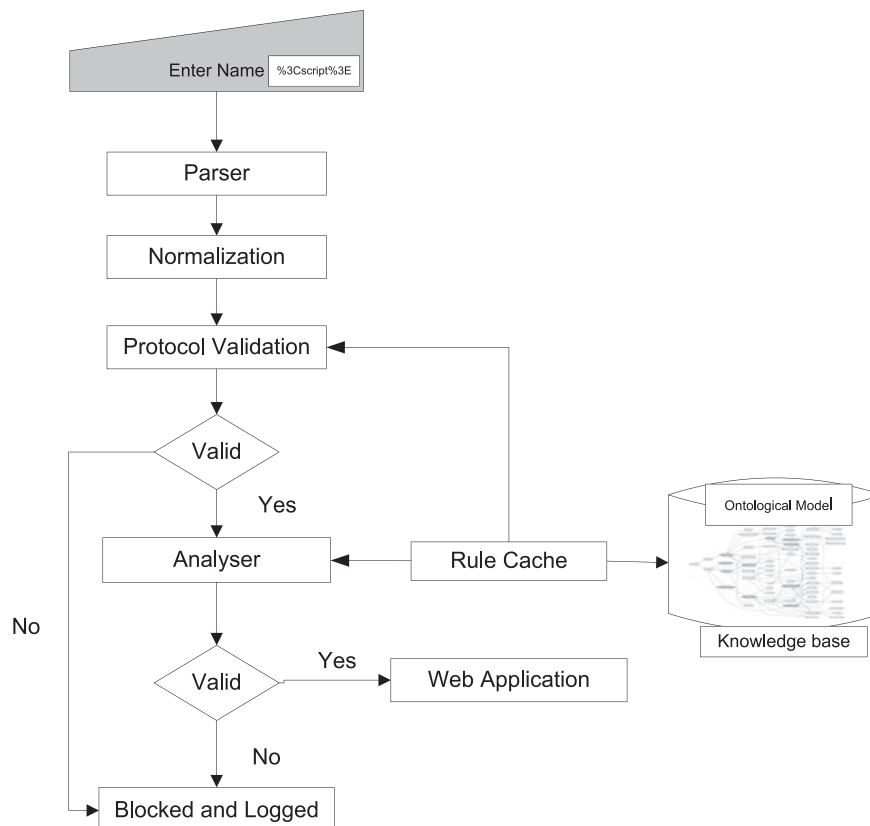 Enter Name %3Cscript%3E
Parser
Normalization
Protocol Validation
Valid
Yes
Ontological Model
Analyser
Rule Cache
No
Knowledge base
Yes
Valid
Web Application
No
Blocked and Logged